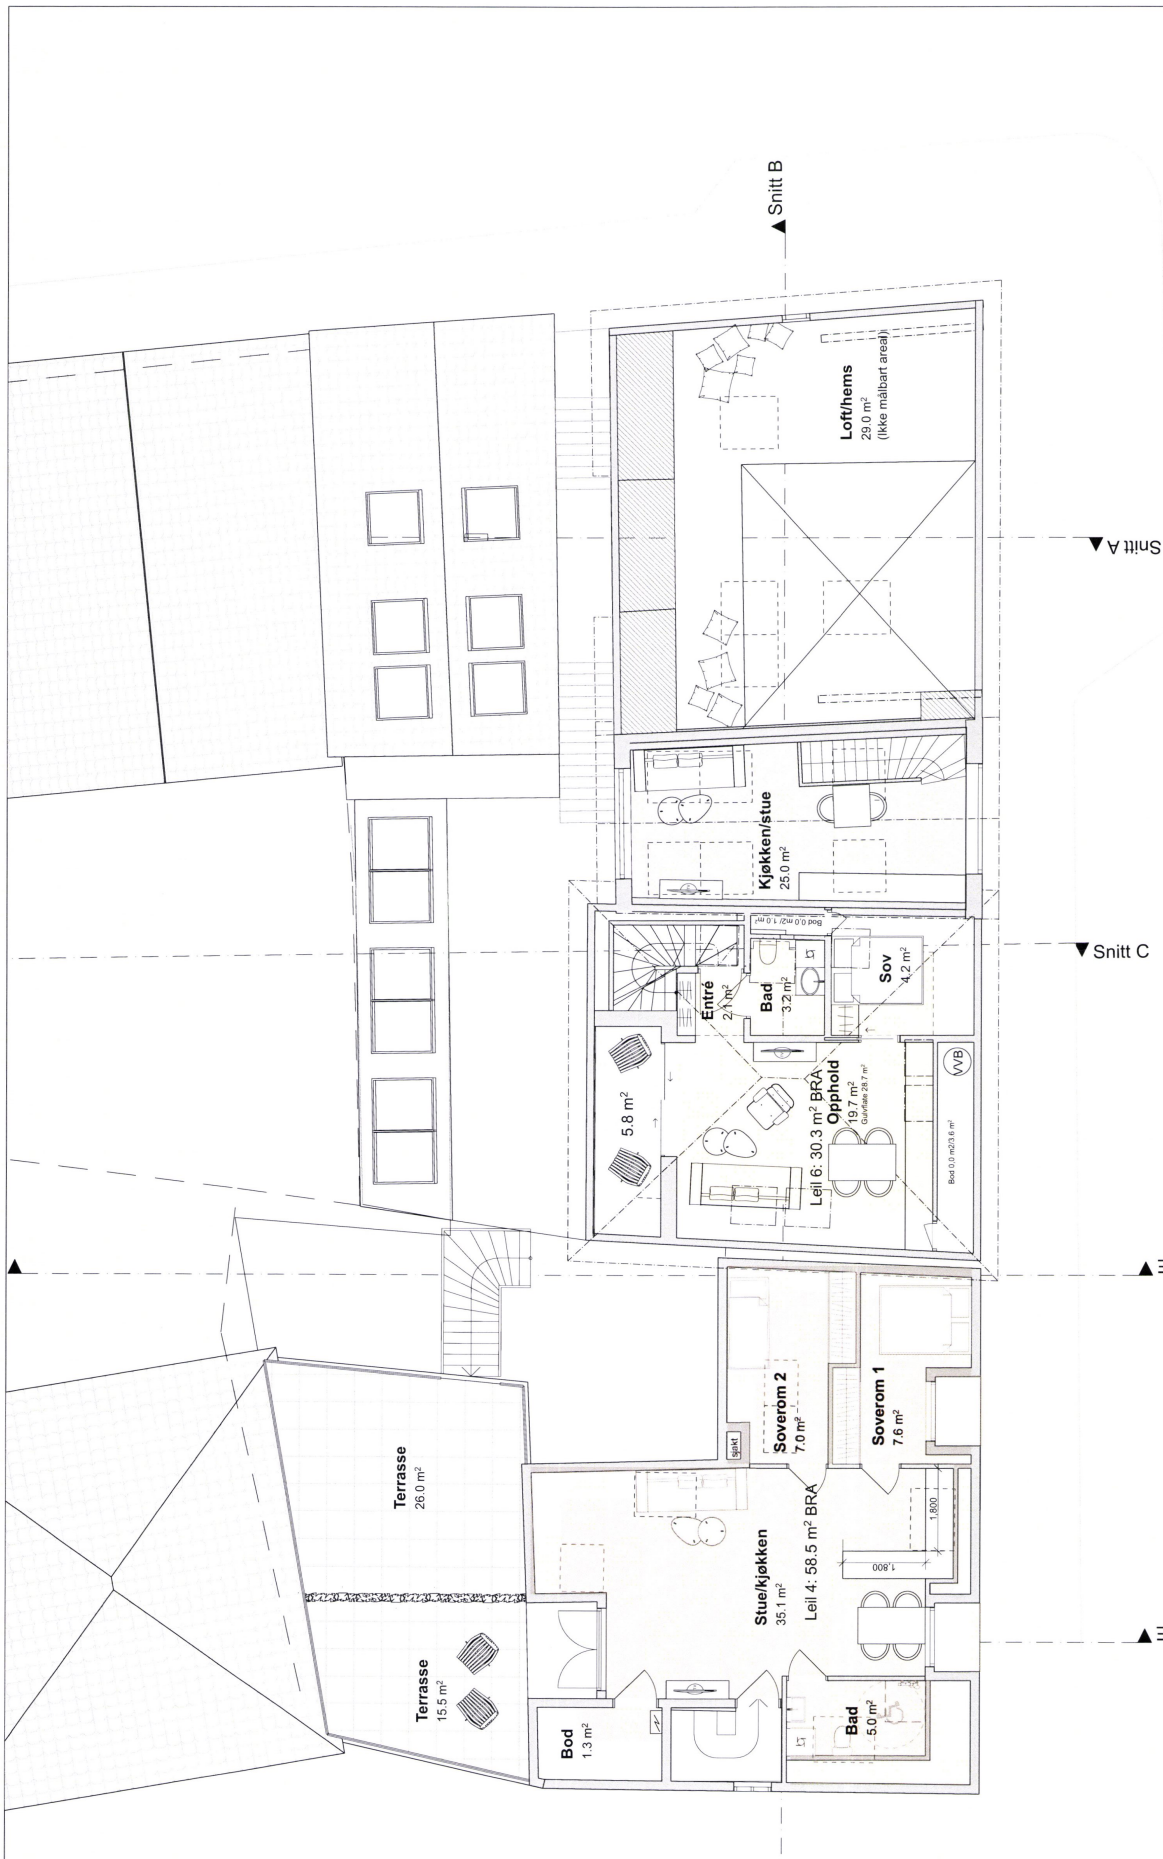 Snitt B
Loft/hems
29.0 m²
(Ikke målbart areal)
Snitt A
Kjøkken/stue
25.0 m²
Snitt C
Entré
2.1 m²
Bad
3.2 m²
Bod 0,0 m2/ 1,0 m²
Sov
4.2 m²
5.8 m²
Leil 6: 30.3 m² BRA
Opphold
19.7 m²
Gulvflate 28.7 m²
VVB
Bod 0,0 m2/3.6 m²
Terrasse
26.0 m²
Terrasse
15.5 m²
sjakt
Soverom 2
7.0 m²
Soverom 1
7.6 m²
Stue/kjøkken
35.1 m²
Leil 4: 58.5 m² BRA
1,800
1,800
Bod
1.3 m²
Bad
5.0 m²